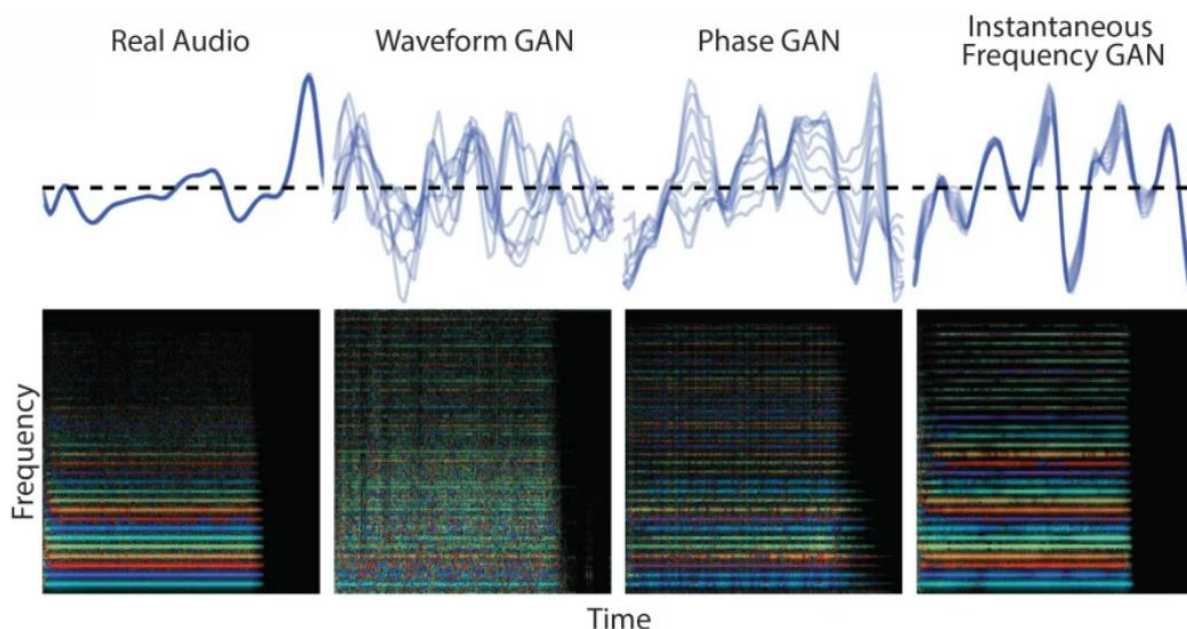 Real Audio
Waveform GAN
Phase GAN
Instantaneous
Frequency GAN
Frequency
Time